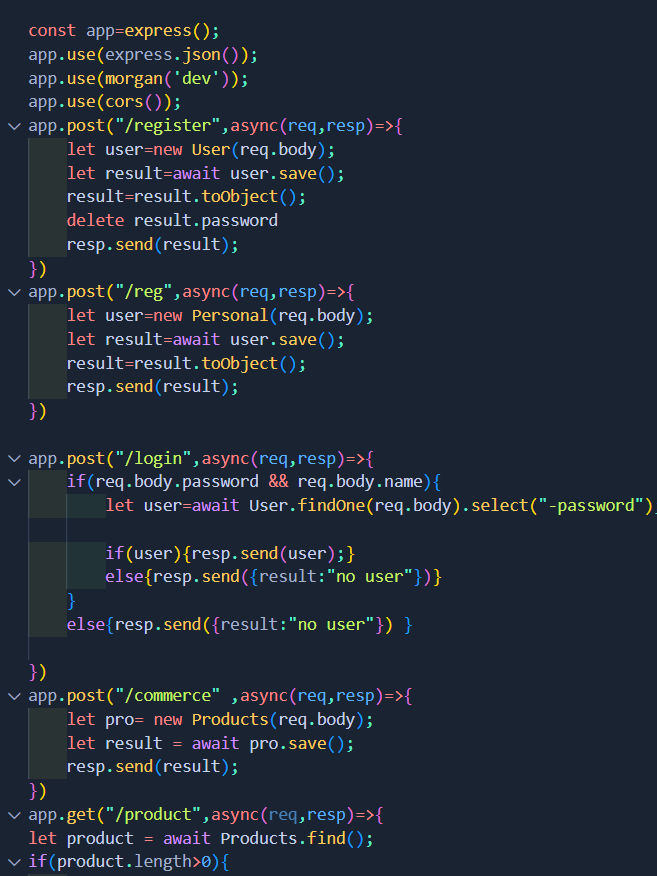 const app=express();
app.use(express.json());
app.use(morgan('dev'));
app.use(cors());
app.post("/register",async(req,resp)=>{
let user=new User(req.body);
let result=await user.save();
result=result.toObject();
delete result.password
resp.send(result);
})
app.post("/reg",async(req,resp)=>{
let user=new Personal(req.body);
let result=await user.save();
result=result.toObject();
resp.send(result);
})
app.post("/login",async(req,resp)=>{
if(req.body.password && req.body.name){
let user=await User.findOne(req.body).select("-password")
if(user){resp.send(user);}
else{resp.send({result:"no user"})}
}
else{resp.send({result:"no user"}) }
})
app.post("/commerce" ,async(req,resp)=>{
let pro= new Products(req.body);
let result = await pro.save();
resp.send(result);
})
app.get("/product",async(req,resp)=>{
let product = await Products.find();
if(product.length>0){